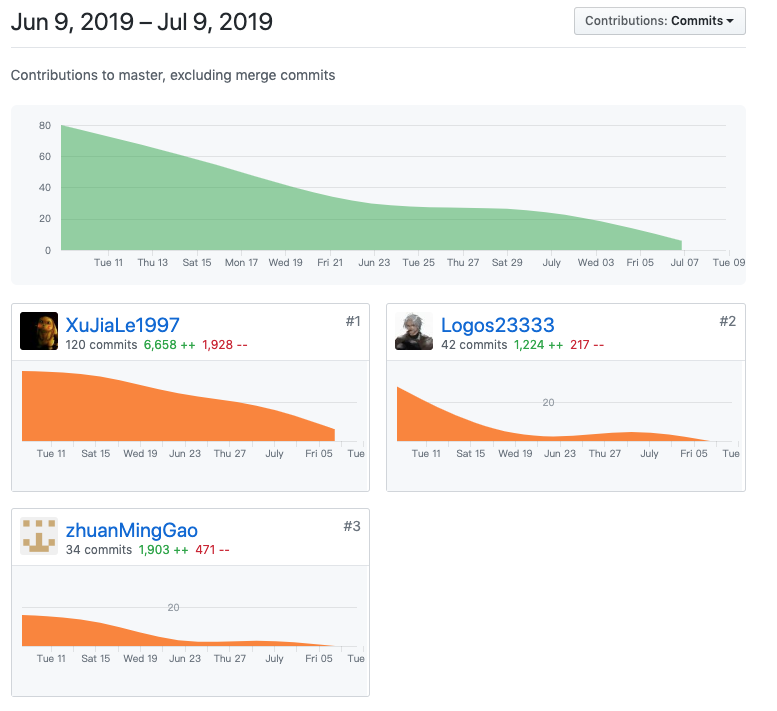 Jun 9, 2019 – Jul 9, 2019
Contributions: Commits
Contributions to master, excluding merge commits
80
60
40
20
0
Tue 11 Thu 13 Sat 15 Mon 17 Wed 19 Fri 21 Jun 23 Tue 25 Thu 27 Sat 29 July Wed 03 Fri 05 Jul 07 Tue 09
XuJiaLe1997 #1
120 commits 6,658 ++ 1,928 --
Tue 11 Sat 15 Wed 19 Jun 23 Thu 27 July Fri 05 Tue
Logos23333 #2
42 commits 1,224 ++ 217 --
20
Tue 11 Sat 15 Wed 19 Jun 23 Thu 27 July Fri 05 Tue
zhuanMingGao #3
34 commits 1,903 ++ 471 --
20
Tue 11 Sat 15 Wed 19 Jun 23 Thu 27 July Fri 05 Tue